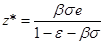 z* = βσe / (1 − ε − βσ)